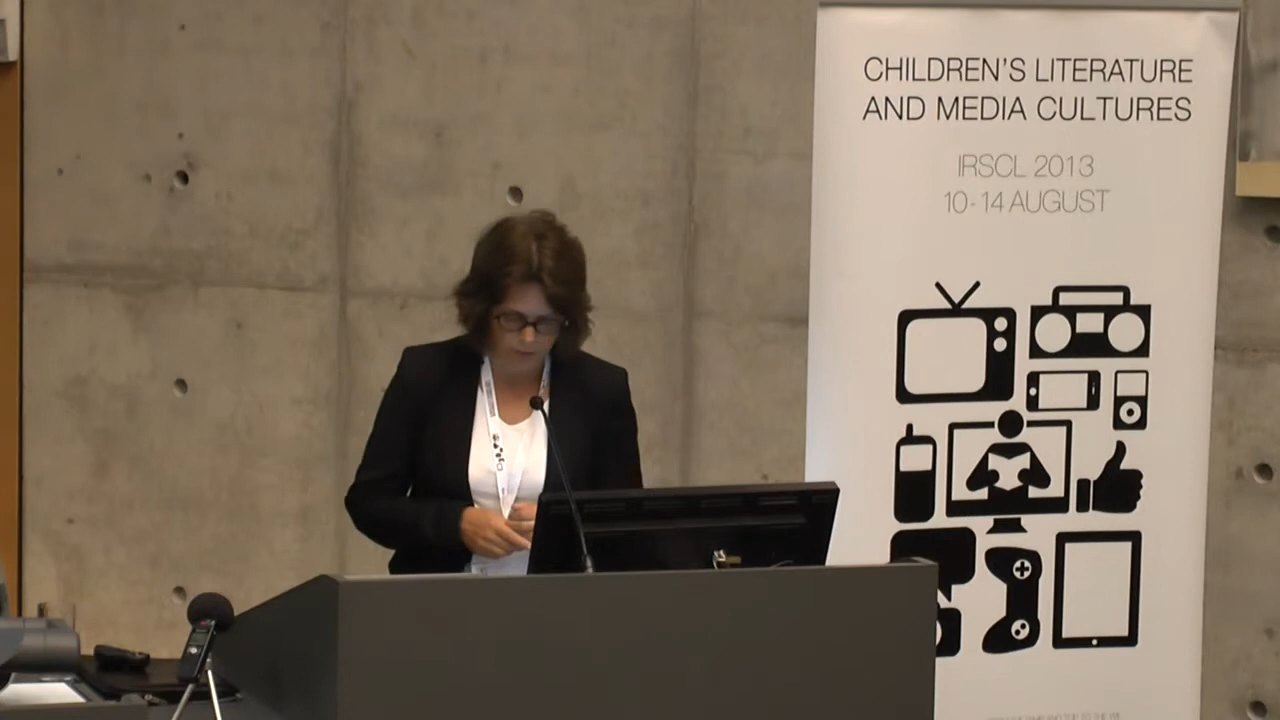 CHILDREN'S LITERATURE
AND MEDIA CULTURES
IRSCL 2013
10-14 AUGUST